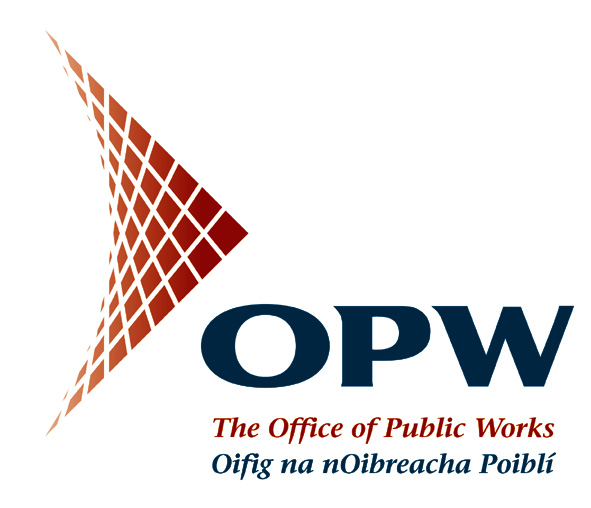 OPW
The Office of Public Works
Oifig na nOibreacha Poiblí